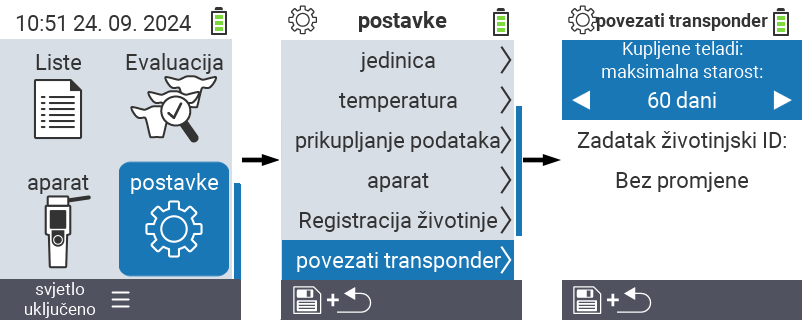 10:51 24. 09. 2024
Liste
Evaluacija
aparat
postavke
svjetlo
uključeno
postavke
jedinica
temperatura
prikupljanje podataka
aparat
Registracija životinje
povezati transponder
+
povezati transponder
Kupljene teladi:
maksimalna starost:
60 dani
Zadatak životinjski ID:
Bez promjene
+